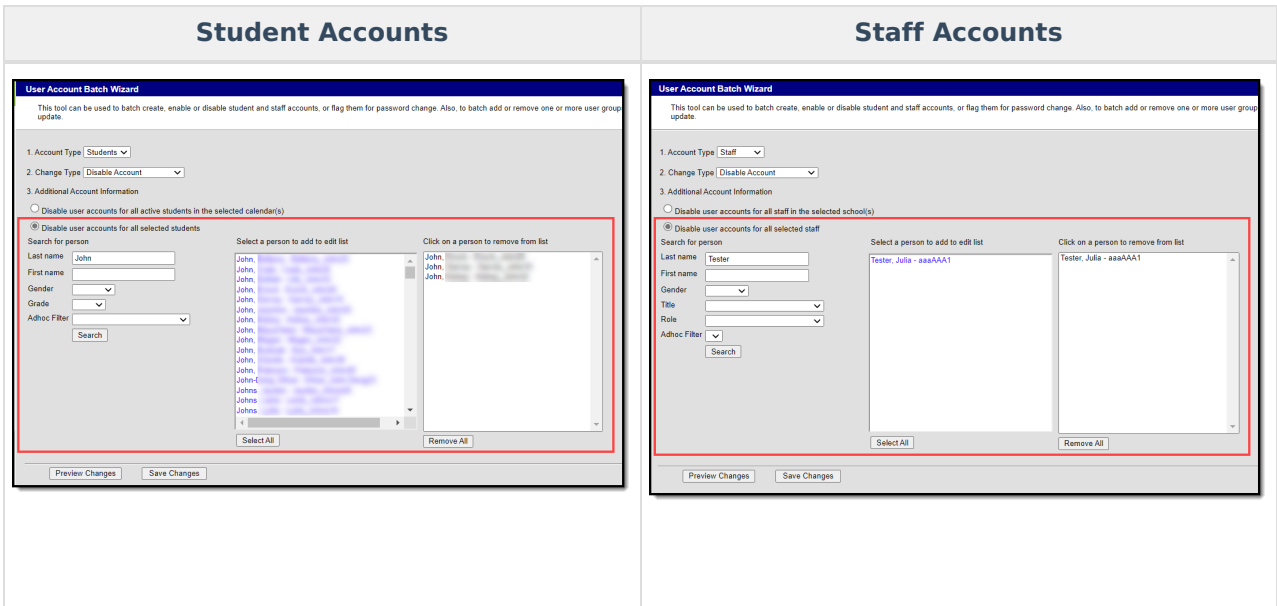 Student Accounts
Staff Accounts
User Account Batch Wizard
This tool can be used to batch create, enable or disable student and staff accounts, or flag them for password change. Also, to batch add or remove one or more user group
update.
1. Account Type Students
2. Change Type Disable Account
3. Additional Account Information
Disable user accounts for all active students in the selected calendar(s)
Disable user accounts for all selected students
Search for person
Last name John
First name
Gender
Grade
Adhoc Filter
Search
Select a person to add to edit list
John,
John,
John,
John,
John,
John,
John,
John,
John,
John,
John,
John,
John-
Johns
Johns
Johns
Select All
Click on a person to remove from list
John,
John,
John,
Remove All
Preview Changes Save Changes
User Account Batch Wizard
This tool can be used to batch create, enable or disable student and staff accounts, or flag them for password change. Also, to batch add or remove one or more user group
update.
1. Account Type Staff
2. Change Type Disable Account
3. Additional Account Information
Disable user accounts for all staff in the selected school(s)
Disable user accounts for all selected staff
Search for person
Last name Tester
First name
Gender
Title
Role
Adhoc Filter
Search
Select a person to add to edit list
Tester, Julia - aaaAAA1
Select All
Click on a person to remove from list
Tester, Julia - aaaAAA1
Remove All
Preview Changes Save Changes